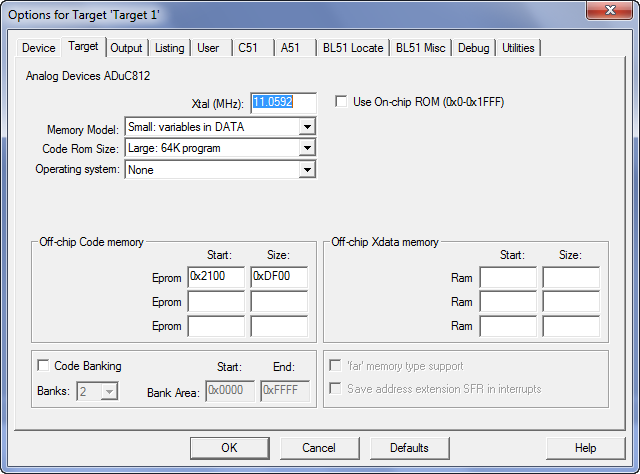 Options for Target 'Target 1'
Device Target Output Listing User C51 A51 BL51 Locate BL51 Misc Debug Utilities
Analog Devices ADuC812
Xtal (MHz): 11.0592 Use On-chip ROM (0x0-0x1FFF)
Memory Model: Small: variables in DATA
Code Rom Size: Large: 64K program
Operating system: None
Off-chip Code memory Off-chip Xdata memory
Start: Size: Start: Size:
Eprom 0x2100 0xDF00 Ram
Eprom Ram
Eprom Ram
Code Banking Start: End: 'far' memory type support
Banks: 2 Bank Area: 0x0000 0xFFFF Save address extension SFR in interrupts
OK Cancel Defaults Help